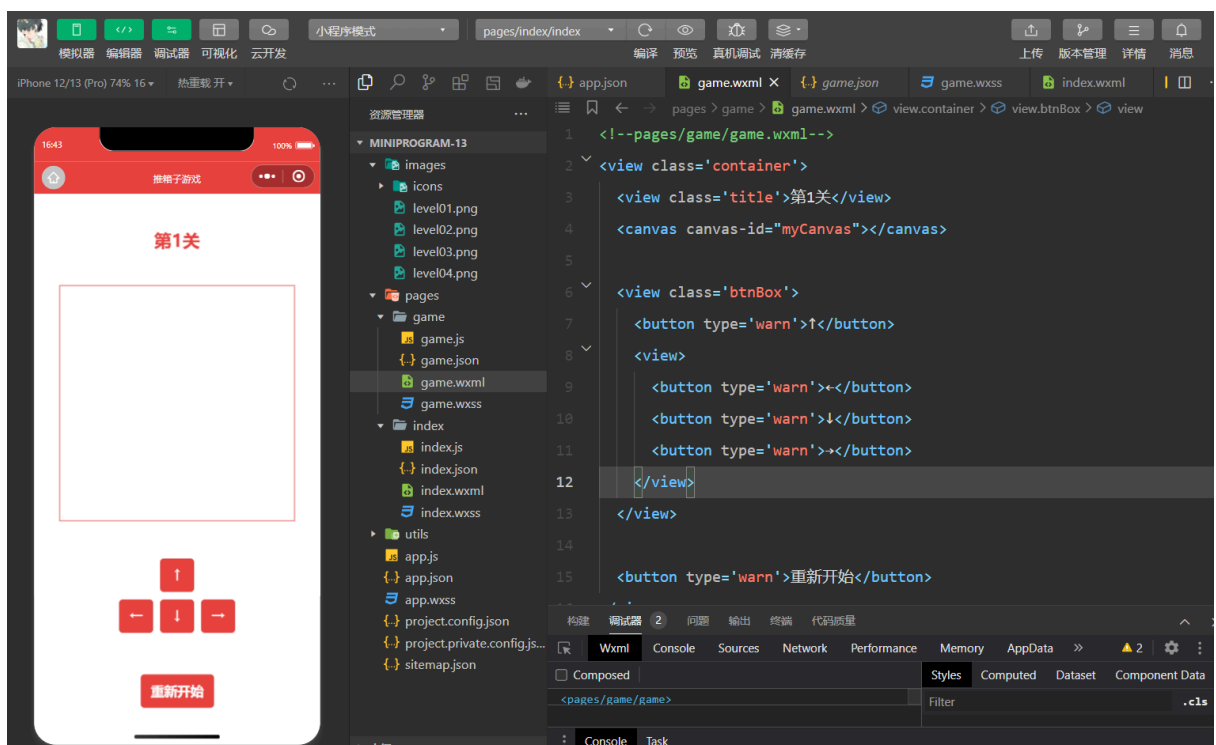 小程序模式 pages/index/index
模拟器 编辑器 调试器 可视化 云开发 编译 预览 真机调试 清缓存 上传 版本管理 详情 消息
iPhone 12/13 (Pro) 74% 16 热重载 开
16:43 100%
推箱子游戏
第1关
↑
← ↓ →
重新开始
资源管理器 ...
MINIPROGRAM-13
images
icons
level01.png
level02.png
level03.png
level04.png
pages
game
game.js
game.json
game.wxml
game.wxss
index
index.js
index.json
index.wxml
index.wxss
utils
app.js
app.json
app.wxss
project.config.json
project.private.config.js...
sitemap.json
app.json game.wxml game.json game.wxss index.wxml
pages > game > game.wxml > view.container > view.btnBox > view
1 <!--pages/game/game.wxml-->
2 <view class='container'>
3 <view class='title'>第1关</view>
4 <canvas canvas-id="myCanvas"></canvas>
5
6 <view class='btnBox'>
7 <button type='warn'>↑</button>
8 <view>
9 <button type='warn'>←</button>
10 <button type='warn'>↓</button>
11 <button type='warn'>→</button>
12 </view>
13 </view>
14
15 <button type='warn'>重新开始</button>
构建 调试器 2 问题 输出 终端 代码质量
Wxml Console Sources Network Performance Memory AppData » 2
Composed
Styles Computed Dataset Component Data
<pages/game/game>
Filter .cls
Console Task